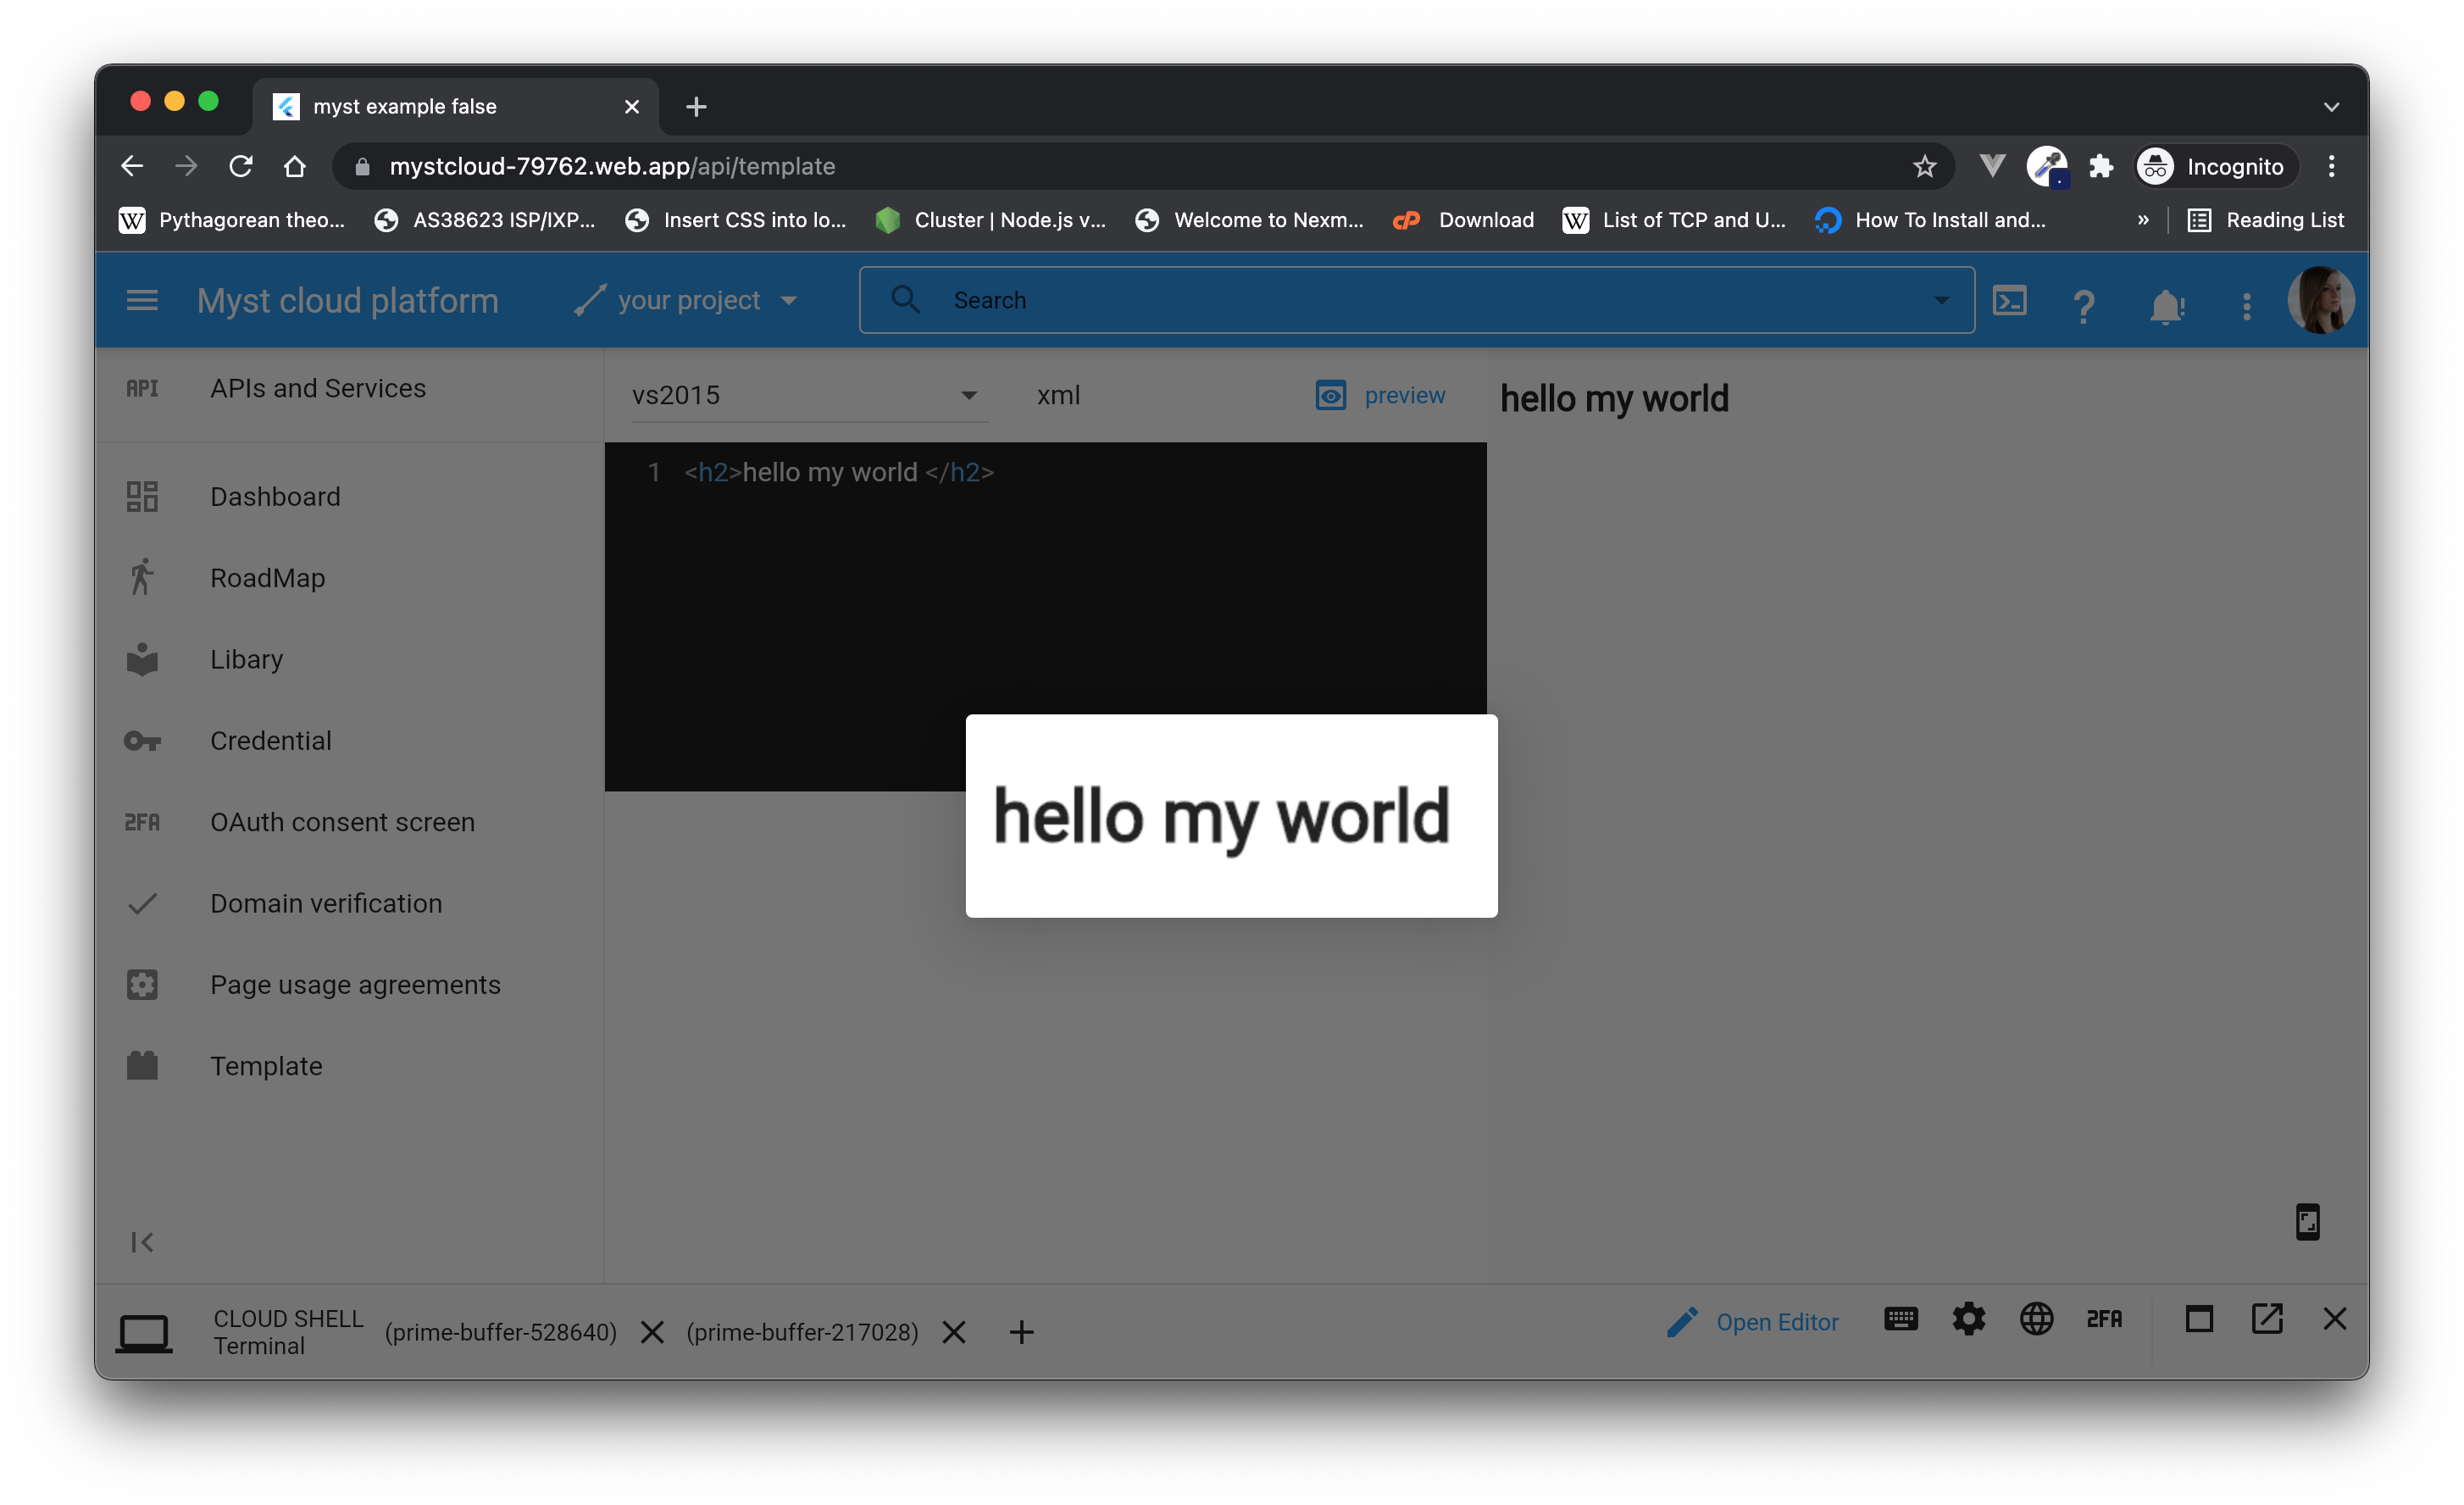 myst example false
mystcloud-79762.web.app/api/template
Incognito
W Pythagorean theo... AS38623 ISP/IXP... Insert CSS into lo... Cluster | Node.js v... Welcome to Nexm... cP Download W List of TCP and U... How To Install and... » Reading List
Myst cloud platform your project Search
API APIs and Services
vs2015 xml preview
hello my world
1 <h2>hello my world </h2>
Dashboard
RoadMap
Libary
Credential
2FA OAuth consent screen
Domain verification
Page usage agreements
Template
hello my world
CLOUD SHELL
Terminal
(prime-buffer-528640) (prime-buffer-217028)
Open Editor 2FA